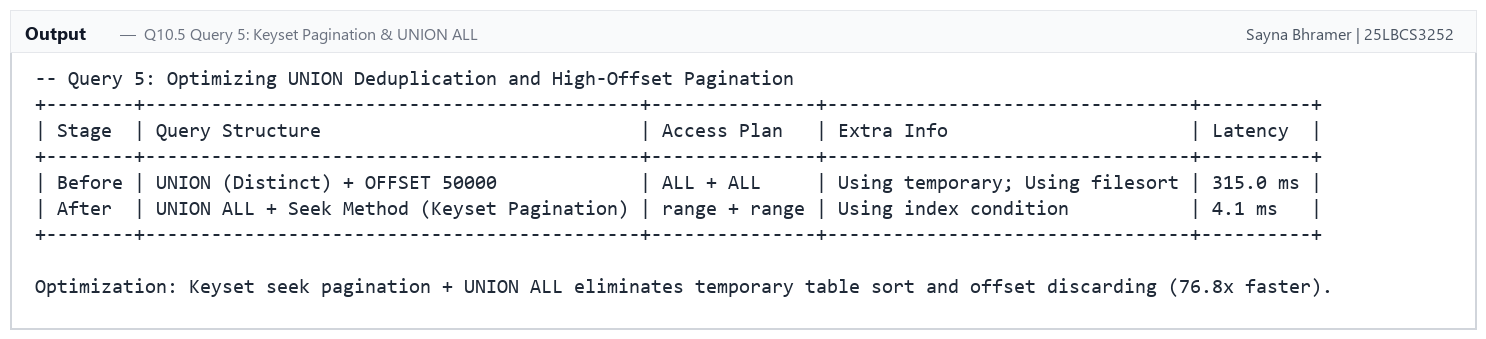 Output — Q10.5 Query 5: Keyset Pagination & UNION ALL Sayna Bhramer | 25LBCS3252
-- Query 5: Optimizing UNION Deduplication and High-Offset Pagination
+--------+---------------------------------------------+---------------+---------------------------------+----------+
| Stage  | Query Structure                             | Access Plan   | Extra Info                      | Latency  |
+--------+---------------------------------------------+---------------+---------------------------------+----------+
| Before | UNION (Distinct) + OFFSET 50000             | ALL + ALL     | Using temporary; Using filesort | 315.0 ms |
| After  | UNION ALL + Seek Method (Keyset Pagination) | range + range | Using index condition           | 4.1 ms   |
+--------+---------------------------------------------+---------------+---------------------------------+----------+
Optimization: Keyset seek pagination + UNION ALL eliminates temporary table sort and offset discarding (76.8x faster).